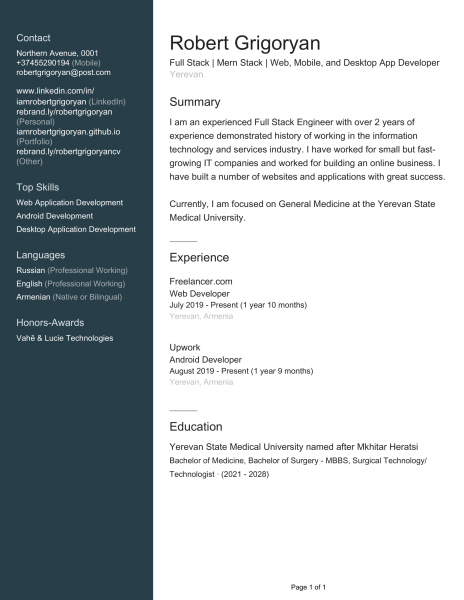 Contact
Northern Avenue, 0001
+37455290194 (Mobile)
robertgrigoryan@post.com
www.linkedin.com/in/
iamrobertgrigoryan (LinkedIn)
rebrand.ly/robertgrigoryan
(Personal)
iamrobertgrigoryan.github.io
(Portfolio)
rebrand.ly/robertgrigoryancv
(Other)
Top Skills
Web Application Development
Android Development
Desktop Application Development
Languages
Russian (Professional Working)
English (Professional Working)
Armenian (Native or Bilingual)
Honors-Awards
Vahē & Lucie Technologies
Robert Grigoryan
Full Stack | Mern Stack | Web, Mobile, and Desktop App Developer
Yerevan
Summary
I am an experienced Full Stack Engineer with over 2 years of
experience demonstrated history of working in the information
technology and services industry. I have worked for small but fast-
growing IT companies and worked for building an online business. I
have built a number of websites and applications with great success.
Currently, I am focused on General Medicine at the Yerevan State
Medical University.
Experience
Freelancer.com
Web Developer
July 2019 - Present (1 year 10 months)
Yerevan, Armenia
Upwork
Android Developer
August 2019 - Present (1 year 9 months)
Yerevan, Armenia
Education
Yerevan State Medical University named after Mkhitar Heratsi
Bachelor of Medicine, Bachelor of Surgery - MBBS, Surgical Technology/
Technologist · (2021 - 2028)
Page 1 of 1